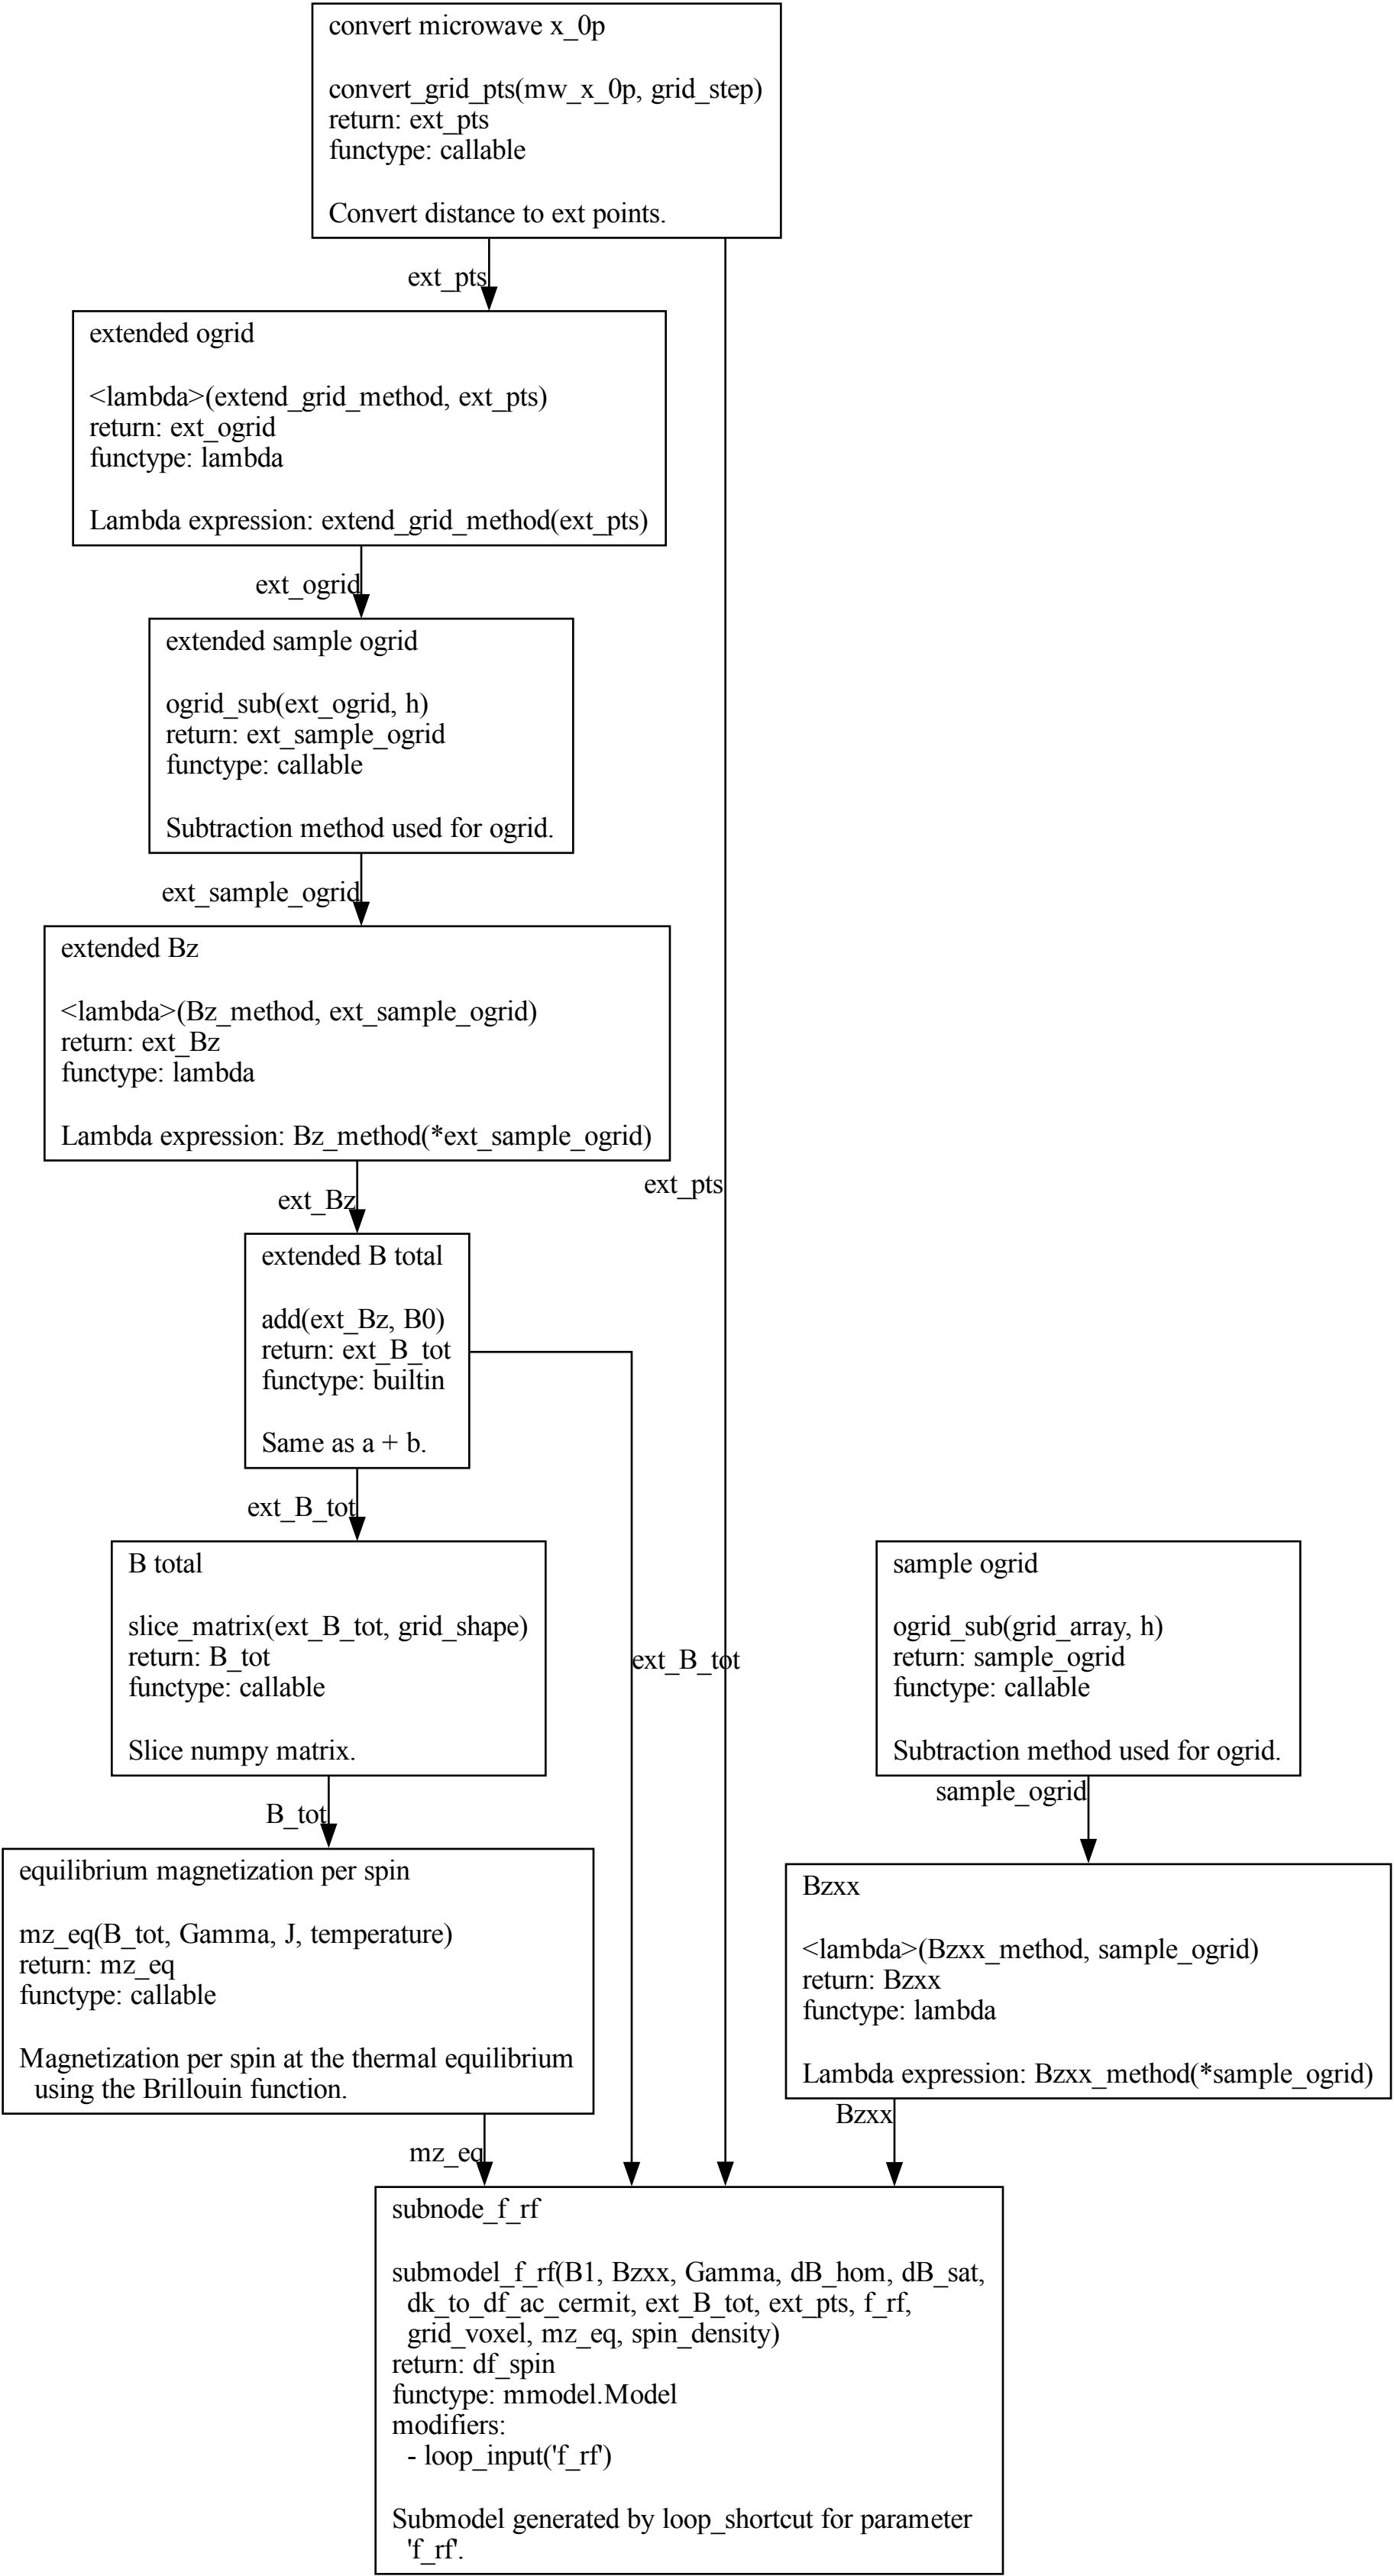 convert microwave x_0p
convert_grid_pts(mw_x_0p, grid_step)
return: ext_pts
functype: callable
Convert distance to ext points.
ext_pts
extended ogrid
<lambda>(extend_grid_method, ext_pts)
return: ext_ogrid
functype: lambda
Lambda expression: extend_grid_method(ext_pts)
ext_ogrid
extended sample ogrid
ogrid_sub(ext_ogrid, h)
return: ext_sample_ogrid
functype: callable
Subtraction method used for ogrid.
ext_sample_ogrid
extended Bz
<lambda>(Bz_method, ext_sample_ogrid)
return: ext_Bz
functype: lambda
Lambda expression: Bz_method(*ext_sample_ogrid)
ext_pts
ext_Bz
extended B total
add(ext_Bz, B0)
return: ext_B_tot
functype: builtin
Same as a + b.
ext_B_tot
B total
slice_matrix(ext_B_tot, grid_shape)
return: B_tot
functype: callable
Slice numpy matrix.
ext_B_tot
sample ogrid
ogrid_sub(grid_array, h)
return: sample_ogrid
functype: callable
Subtraction method used for ogrid.
sample_ogrid
B_tot
equilibrium magnetization per spin
mz_eq(B_tot, Gamma, J, temperature)
return: mz_eq
functype: callable
Magnetization per spin at the thermal equilibrium
using the Brillouin function.
Bzxx
<lambda>(Bzxx_method, sample_ogrid)
return: Bzxx
functype: lambda
Lambda expression: Bzxx_method(*sample_ogrid)
Bzxx
mz_eq
subnode_f_rf
submodel_f_rf(B1, Bzxx, Gamma, dB_hom, dB_sat,
dk_to_df_ac_cermit, ext_B_tot, ext_pts, f_rf,
grid_voxel, mz_eq, spin_density)
return: df_spin
functype: mmodel.Model
modifiers:
- loop_input('f_rf')
Submodel generated by loop_shortcut for parameter
'f_rf'.